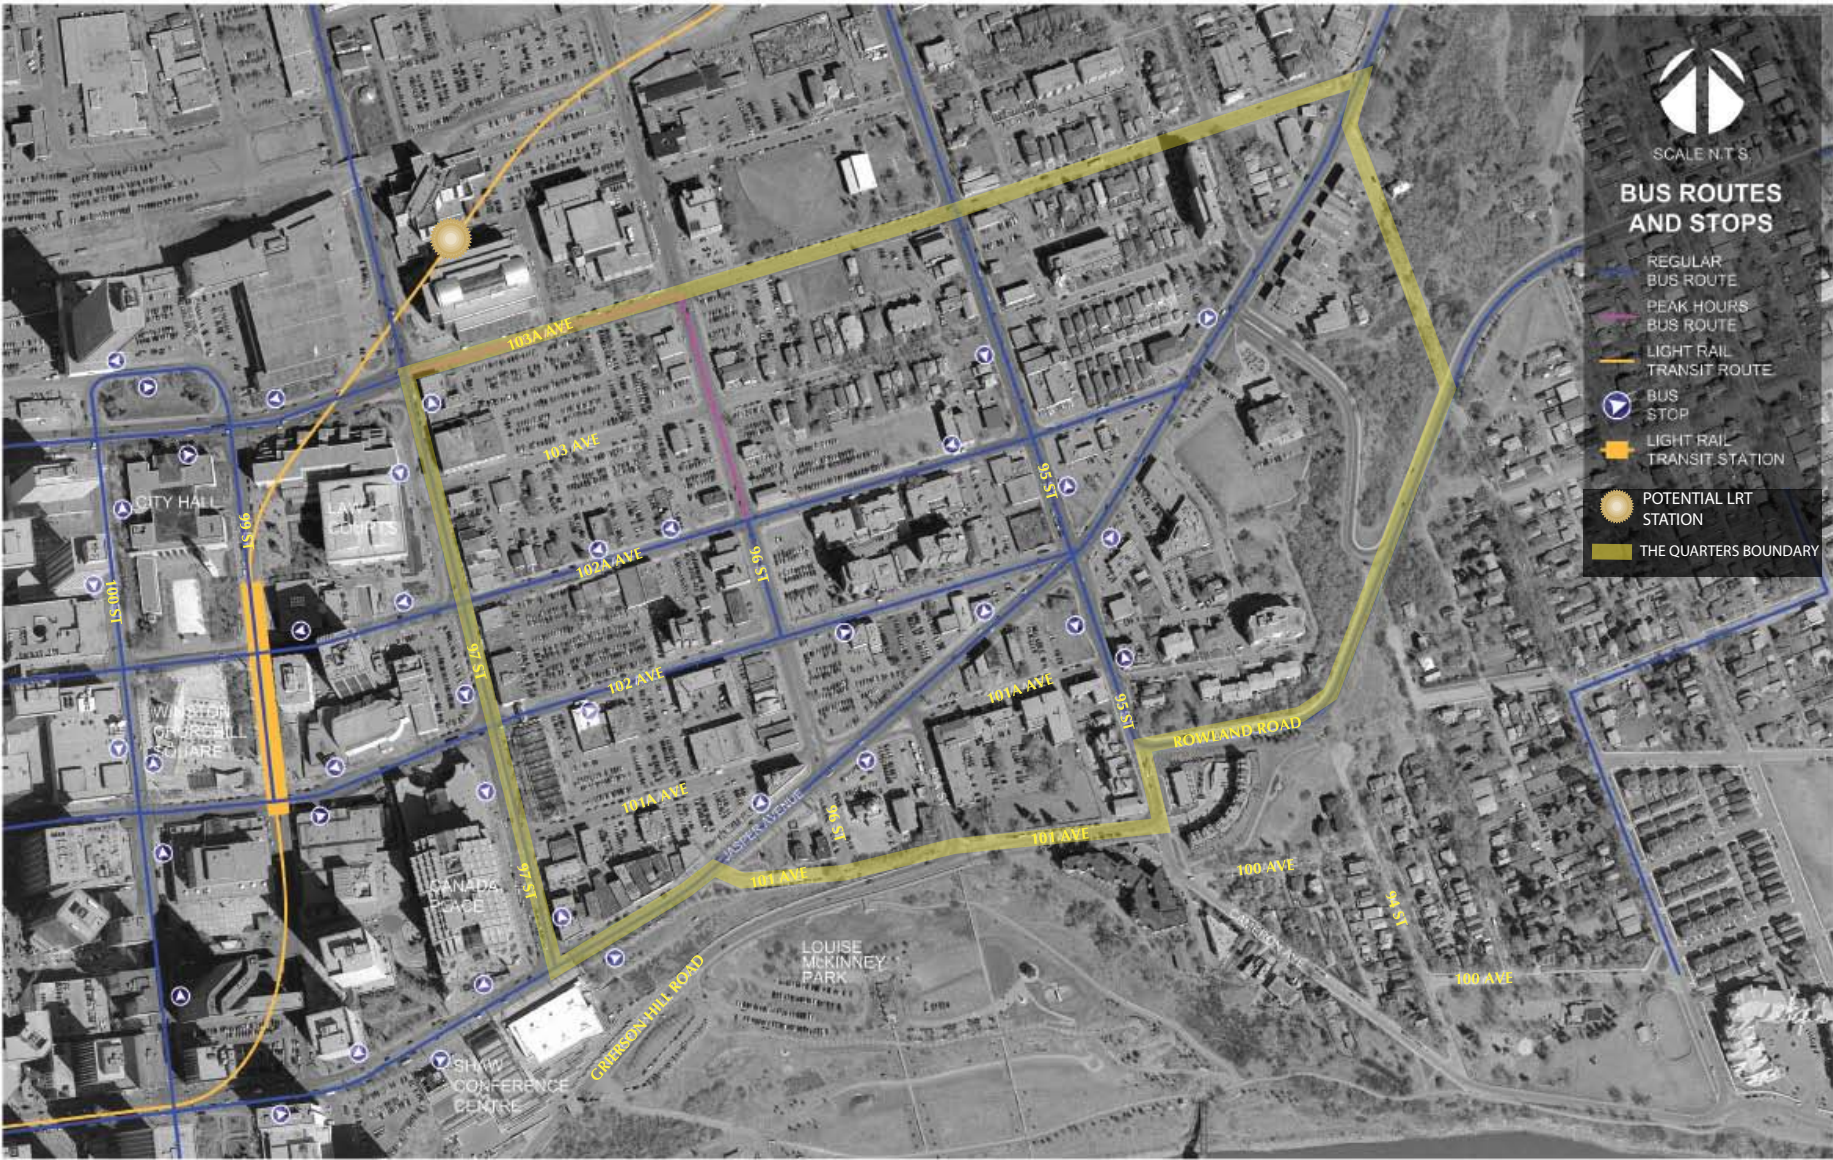 SCALE N.T.S.
BUS ROUTES
AND STOPS
REGULAR
BUS ROUTE
PEAK HOURS
BUS ROUTE
LIGHT RAIL
TRANSIT ROUTE
BUS
STOP
LIGHT RAIL
TRANSIT STATION
POTENTIAL LRT
STATION
THE QUARTERS BOUNDARY
103A AVE
103 AVE
CITY HALL
LAW
COURTS
99 ST
95 ST
100 ST
102A AVE
96 ST
97 ST
102 AVE
101A AVE
95 ST
WINSTON
CHURCHILL
SQUARE
ROWLAND ROAD
101A AVE
JASPER AVENUE
96 ST
101 AVE
101 AVE
97 ST
CANADA
PLACE
100 AVE
94 ST
CAMERON AVE
LOUISE
McKINNEY
PARK
100 AVE
GRIERSON HILL ROAD
SHAW
CONFERENCE
CENTRE